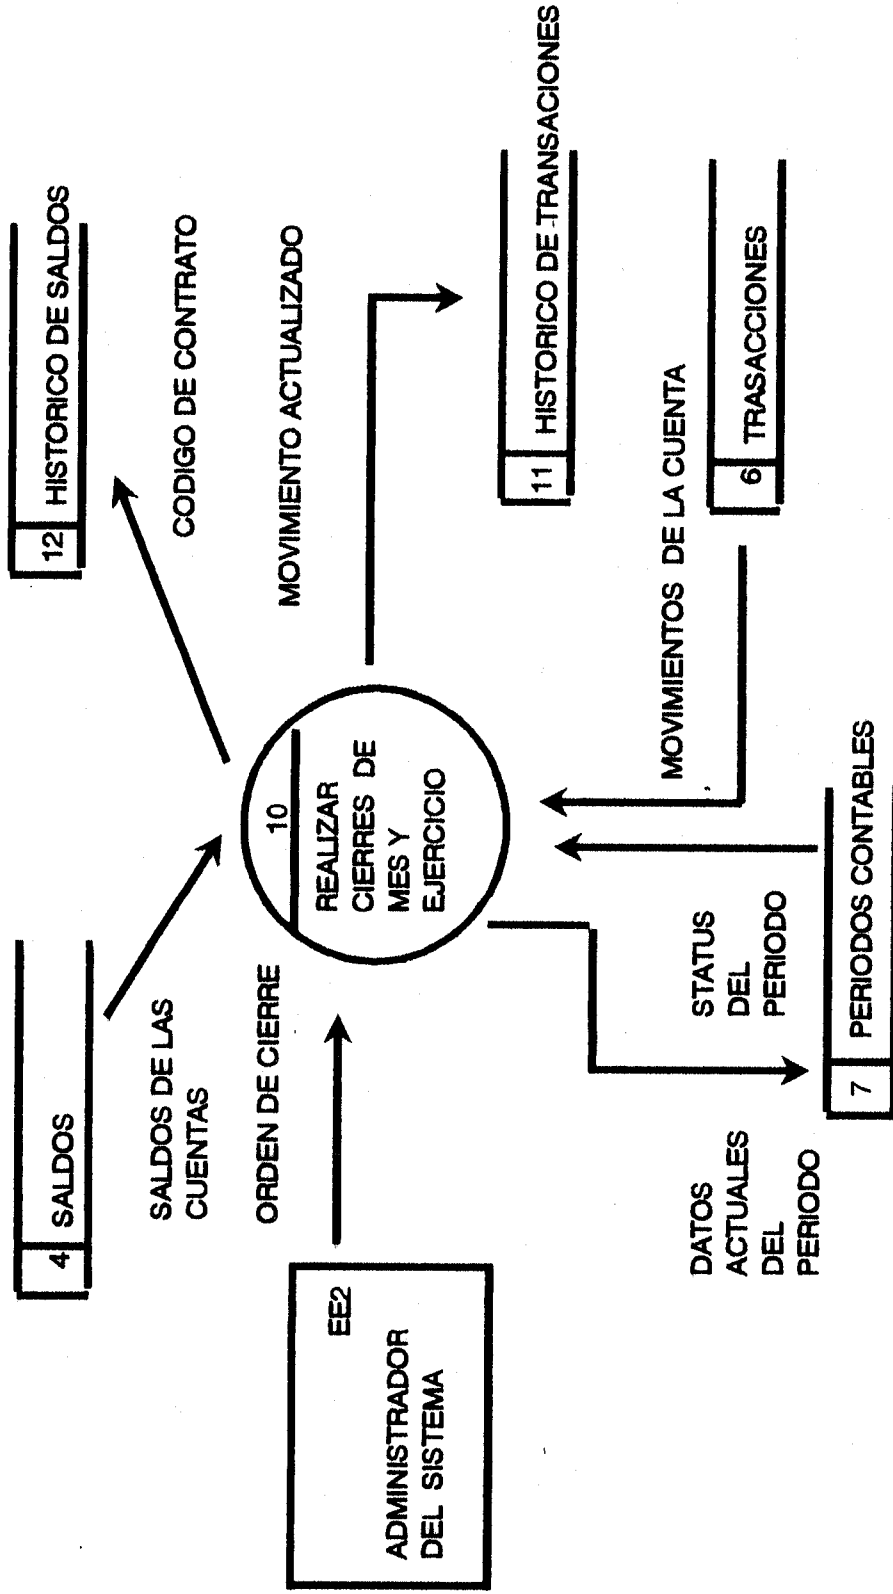 4 SALDOS
12 HISTORICO DE SALDOS
SALDOS DE LAS
CUENTAS
CODIGO DE CONTRATO
ORDEN DE CIERRE
MOVIMIENTO ACTUALIZADO
EE2
ADMINISTRADOR
DEL SISTEMA
10
REALIZAR
CIERRES DE
MES Y
EJERCICIO
11 HISTORICO DE TRANSACIONES
MOVIMIENTOS DE LA CUENTA
6 TRASACCIONES
DATOS
ACTUALES
DEL
PERIODO
STATUS
DEL
PERIODO
7 PERIODOS CONTABLES